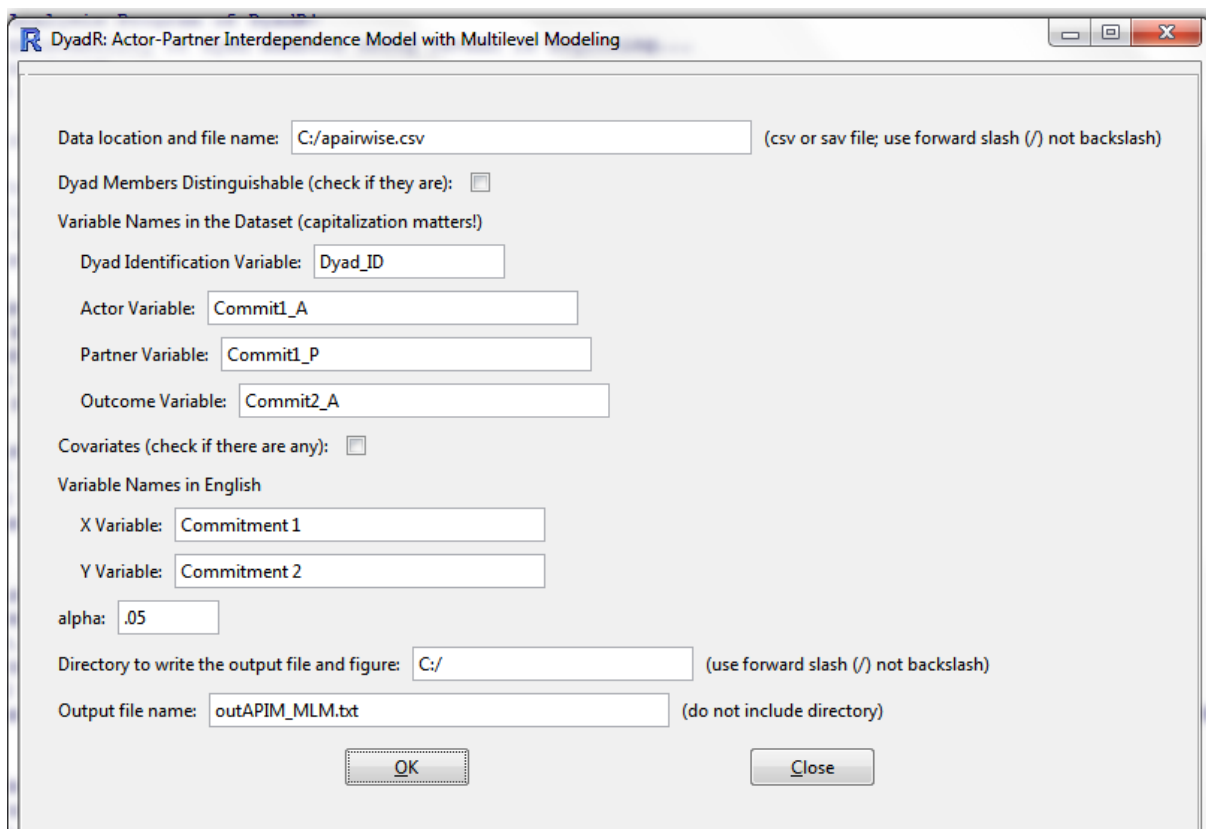 DyadR: Actor-Partner Interdependence Model with Multilevel Modeling
Data location and file name: C:/apairwise.csv (csv or sav file; use forward slash (/) not backslash)
Dyad Members Distinguishable (check if they are):
Variable Names in the Dataset (capitalization matters!)
Dyad Identification Variable: Dyad_ID
Actor Variable: Commit1_A
Partner Variable: Commit1_P
Outcome Variable: Commit2_A
Covariates (check if there are any):
Variable Names in English
X Variable: Commitment 1
Y Variable: Commitment 2
alpha: .05
Directory to write the output file and figure: C:/ (use forward slash (/) not backslash)
Output file name: outAPIM_MLM.txt (do not include directory)
OK Close